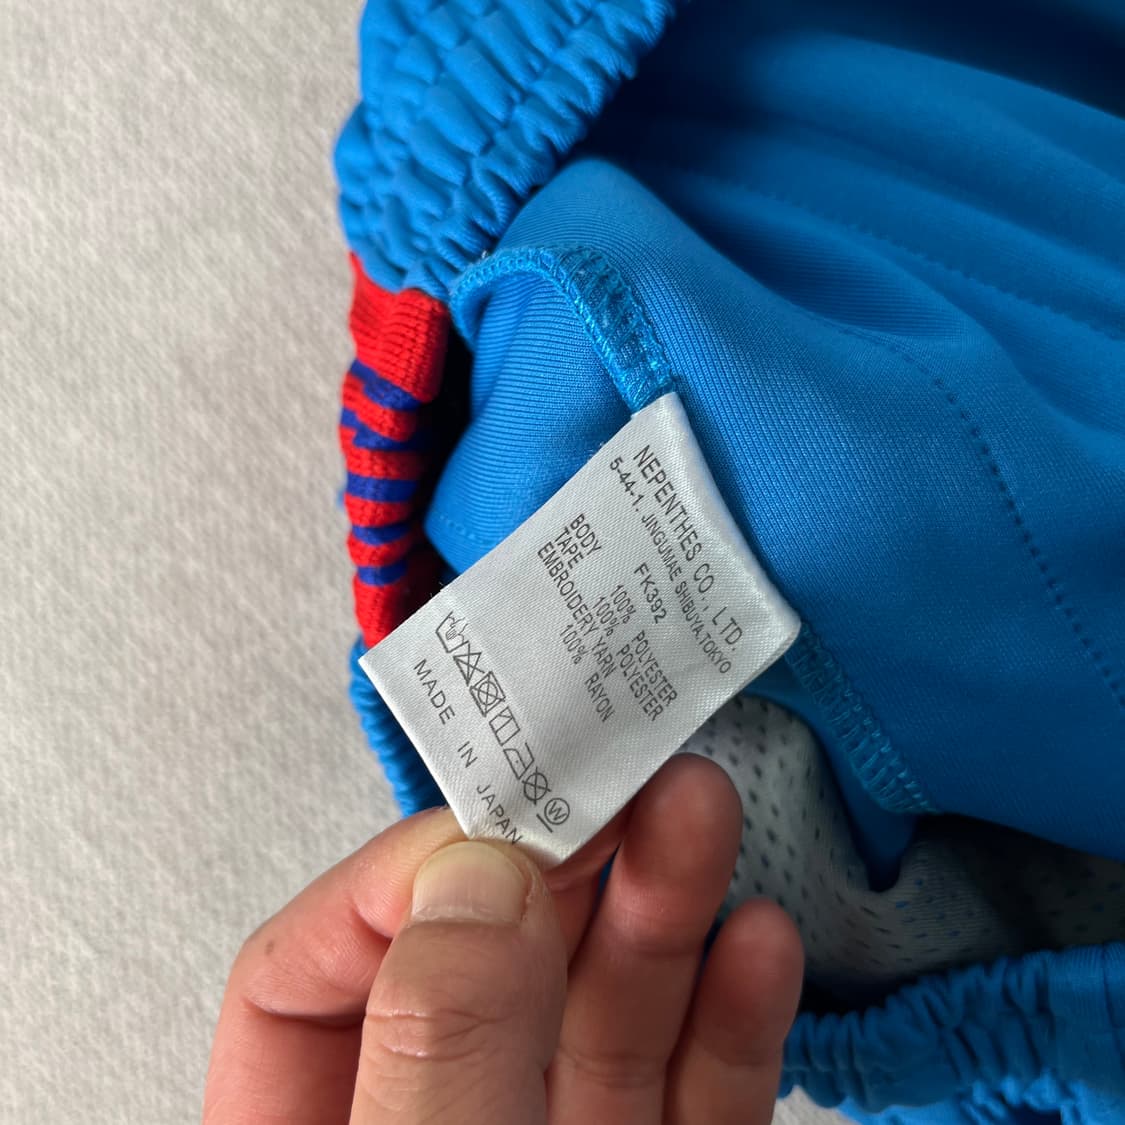 NEPENTHES CO., LTD.
5-44-1, JINGUMAE SHIBUYA,TOKYO
FK392
BODY 100% POLYESTER
TAPE 100% POLYESTER
EMBROIDERY YARN
100% RAYON
W
MADE IN JAPAN